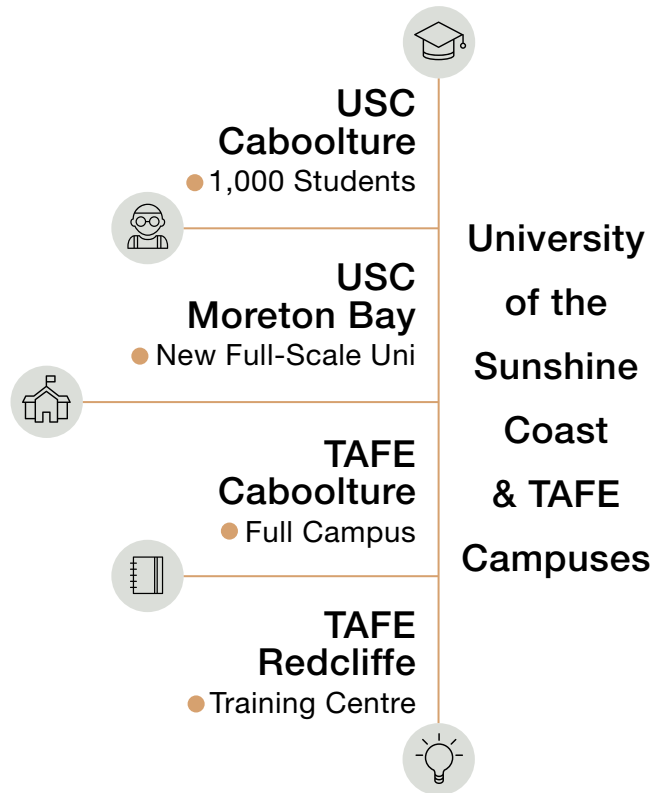 USC
Caboolture
1,000 Students
USC
Moreton Bay
New Full-Scale Uni
TAFE
Caboolture
Full Campus
TAFE
Redcliffe
Training Centre
University
of the
Sunshine
Coast
& TAFE
Campuses